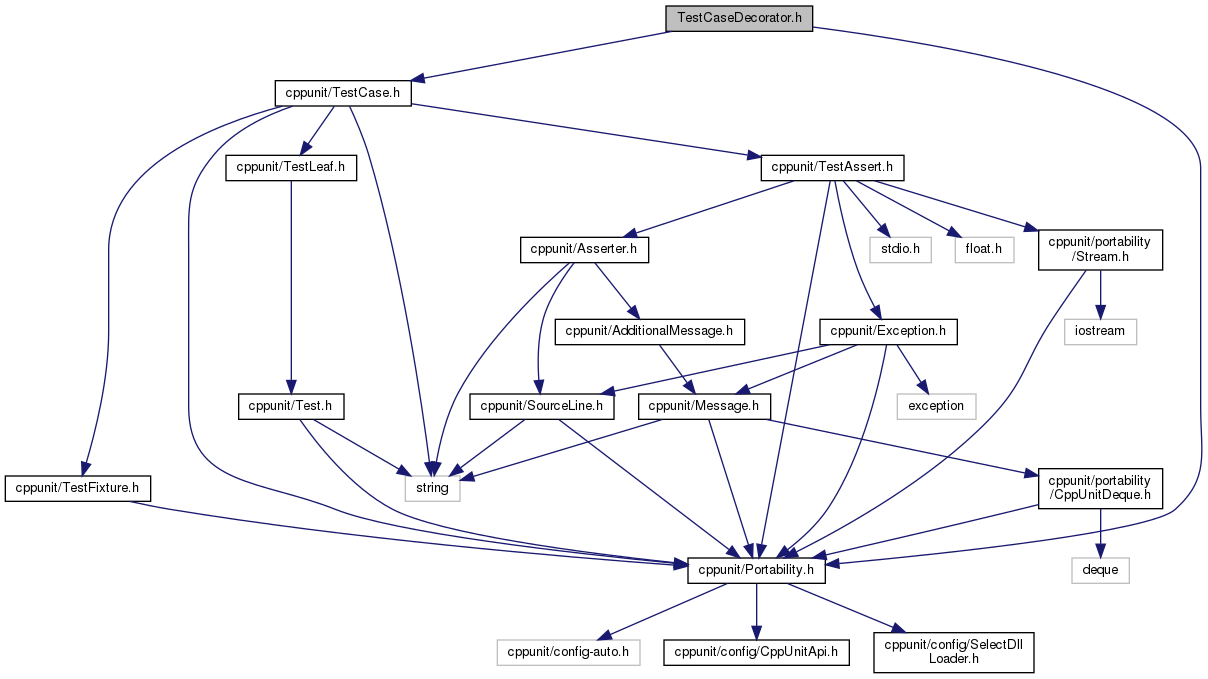 TestCaseDecorator.h
cppunit/TestCase.h
cppunit/TestLeaf.h
cppunit/TestAssert.h
cppunit/Asserter.h
stdio.h
float.h
cppunit/portability
/Stream.h
cppunit/AdditionalMessage.h
cppunit/Exception.h
iostream
cppunit/Test.h
cppunit/SourceLine.h
cppunit/Message.h
exception
cppunit/TestFixture.h
string
cppunit/portability
/CppUnitDeque.h
cppunit/Portability.h
deque
cppunit/config-auto.h
cppunit/config/CppUnitApi.h
cppunit/config/SelectDll
Loader.h